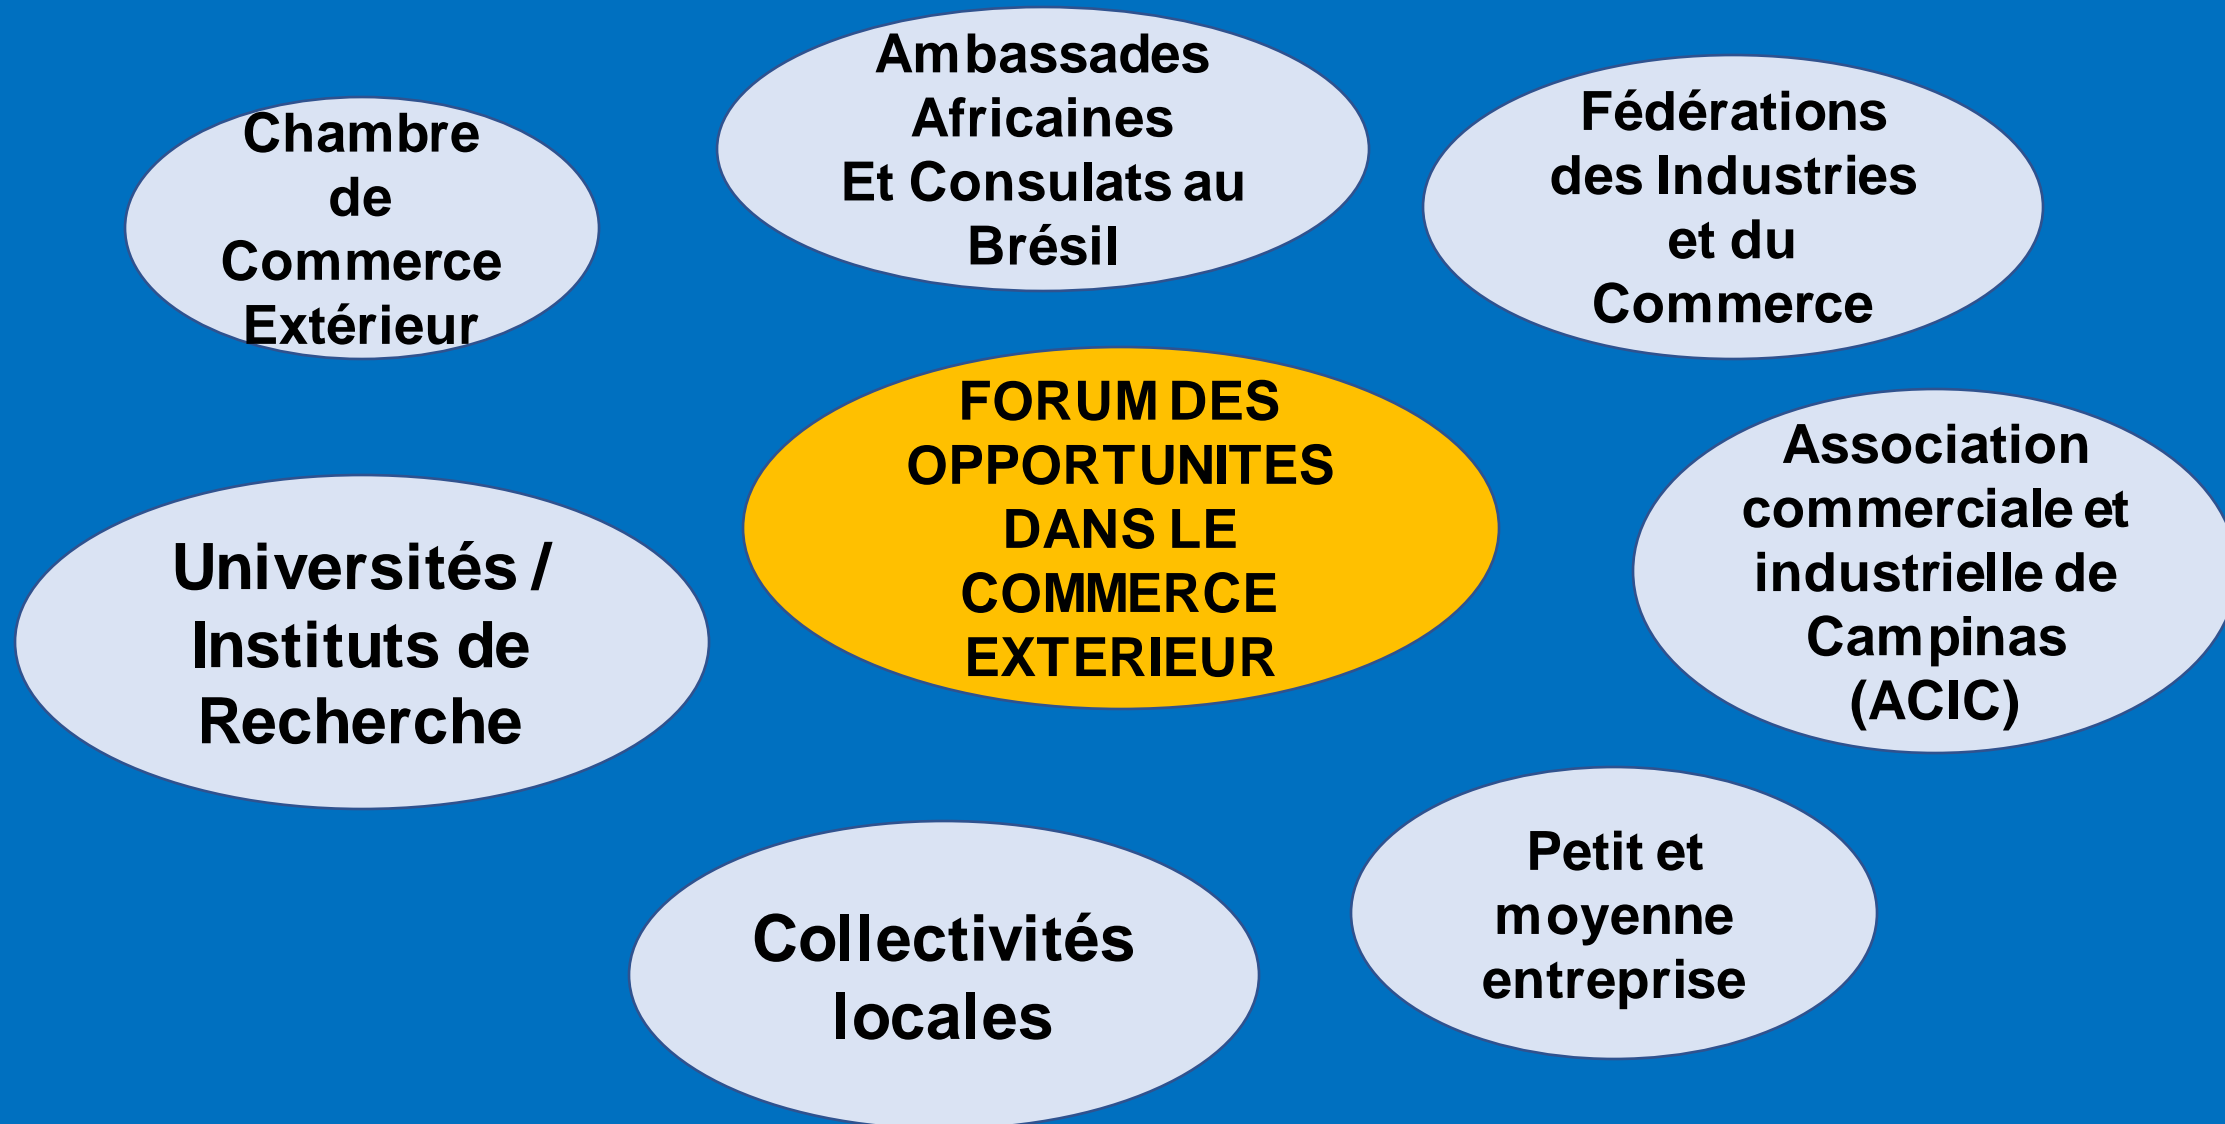 Chambre
de
Commerce
Extérieur
Ambassades
Africaines
Et Consulats au
Brésil
Fédérations
des Industries
et du
Commerce
FORUM DES
OPPORTUNITES
DANS LE
COMMERCE
EXTERIEUR
Association
commerciale et
industrielle de
Campinas
(ACIC)
Universités /
Instituts de
Recherche
Collectivités
locales
Petit et
moyenne
entreprise